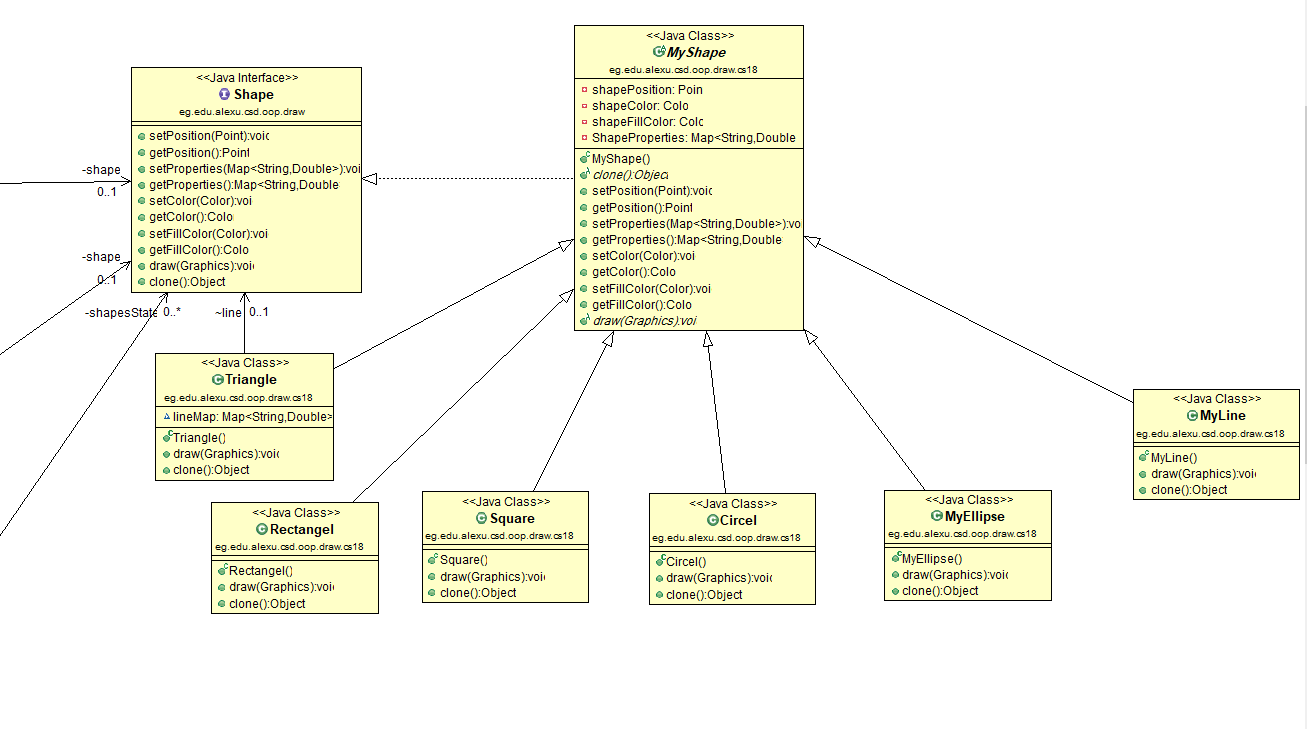 <<Java Interface>>
Shape
eg.edu.alexu.csd.oop.draw
setPosition(Point):voic
getPosition():Point
setProperties(Map<String,Double>):voi
getProperties():Map<String,Double
setColor(Color):voi
getColor():Colo
setFillColor(Color):voi
getFillColor():Colo
draw(Graphics):voi
clone():Object
-shape
0..1
-shape
0..1
-shapesState 0..*
~line 0..1
<<Java Class>>
MyShape
eg.edu.alexu.csd.oop.draw.cs18
shapePosition: Poin
shapeColor: Colo
shapeFillColor: Colo
ShapeProperties: Map<String,Double
MyShape()
clone():Object
setPosition(Point):voic
getPosition():Point
setProperties(Map<String,Double>):vo
getProperties():Map<String,Double
setColor(Color):voi
getColor():Colo
setFillColor(Color):voi
getFillColor():Colo
draw(Graphics):voi
<<Java Class>>
Triangle
eg.edu.alexu.csd.oop.draw.cs18
lineMap: Map<String,Double>
Triangle()
draw(Graphics):voic
clone():Object
<<Java Class>>
Rectangel
eg.edu.alexu.csd.oop.draw.cs18
Rectangel()
draw(Graphics):voi
clone():Object
<<Java Class>>
Square
eg.edu.alexu.csd.oop.draw.cs18
Square()
draw(Graphics):voic
clone():Object
<<Java Class>>
Circel
eg.edu.alexu.csd.oop.draw.cs18
Circel()
draw(Graphics):voic
clone():Object
<<Java Class>>
MyEllipse
eg.edu.alexu.csd.oop.draw.cs18
MyEllipse()
draw(Graphics):voic
clone():Object
<<Java Class>>
MyLine
eg.edu.alexu.csd.oop.draw.cs18
MyLine()
draw(Graphics):voi
clone():Object